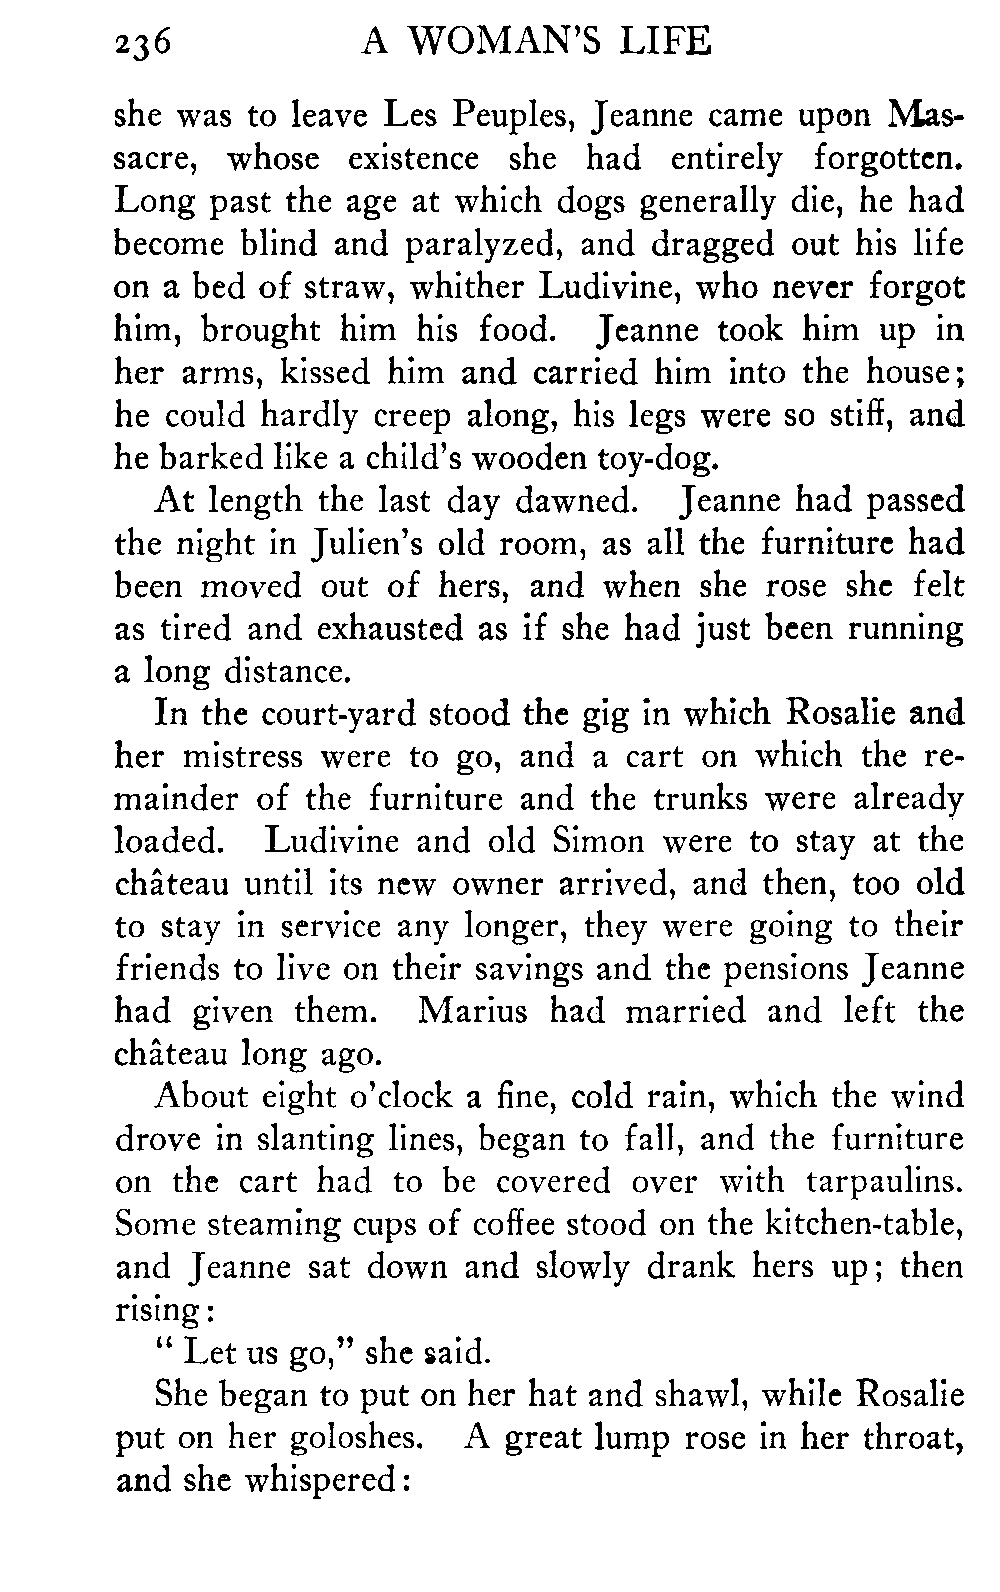 236 A WOMAN'S LIFE
she was to leave Les Peuples, Jeanne came upon Mas-
sacre, whose existence she had entirely forgotten.
Long past the age at which dogs generally die, he had
become blind and paralyzed, and dragged out his life
on a bed of straw, whither Ludivine, who never forgot
him, brought him his food. Jeanne took him up in
her arms, kissed him and carried him into the house;
he could hardly creep along, his legs were so stiff, and
he barked like a child's wooden toy-dog.
At length the last day dawned. Jeanne had passed
the night in Julien's old room, as all the furniture had
been moved out of hers, and when she rose she felt
as tired and exhausted as if she had just been running
a long distance.
In the court-yard stood the gig in which Rosalie and
her mistress were to go, and a cart on which the re-
mainder of the furniture and the trunks were already
loaded. Ludivine and old Simon were to stay at the
château until its new owner arrived, and then, too old
to stay in service any longer, they were going to their
friends to live on their savings and the pensions Jeanne
had given them. Marius had married and left the
château long ago.
About eight o'clock a fine, cold rain, which the wind
drove in slanting lines, began to fall, and the furniture
on the cart had to be covered over with tarpaulins.
Some steaming cups of coffee stood on the kitchen-table,
and Jeanne sat down and slowly drank hers up; then
rising:
" Let us go," she said.
She began to put on her hat and shawl, while Rosalie
put on her goloshes. A great lump rose in her throat,
and she whispered: